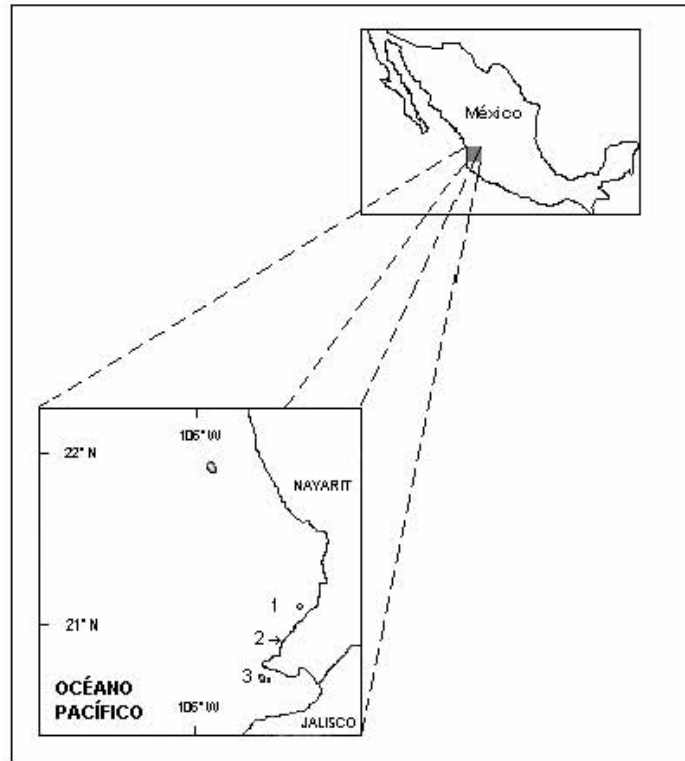 México
106° W
22° N
NAYARIT
1
21° N
2
3
OCÉANO
PACÍFICO
106° W
JALISCO